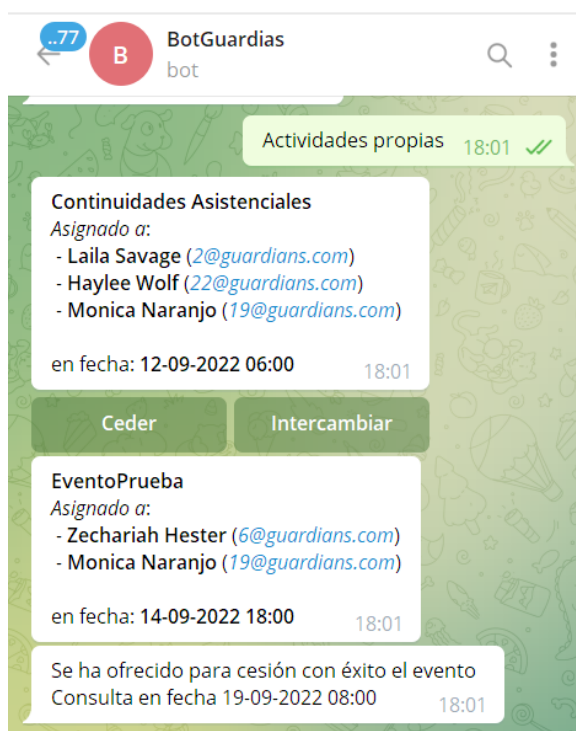 ..77
B
BotGuardias
bot
Actividades propias 18:01
Continuidades Asistenciales
Asignado a:
- Laila Savage (2@guardians.com)
- Haylee Wolf (22@guardians.com)
- Monica Naranjo (19@guardians.com)
en fecha: 12-09-2022 06:00 18:01
Ceder Intercambiar
EventoPrueba
Asignado a:
- Zechariah Hester (6@guardians.com)
- Monica Naranjo (19@guardians.com)
en fecha: 14-09-2022 18:00 18:01
Se ha ofrecido para cesión con éxito el evento
Consulta en fecha 19-09-2022 08:00 18:01